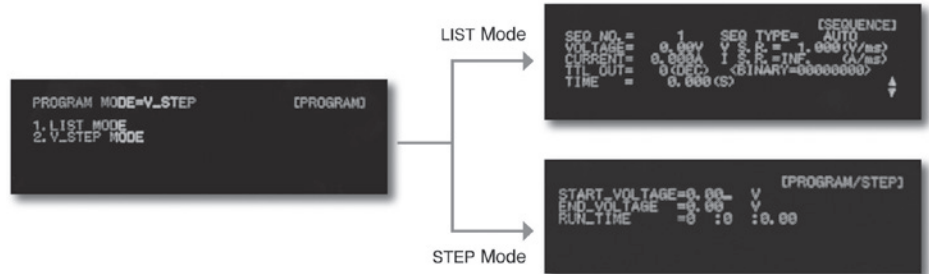 PROGRAM MODE=V_STEP [PROGRAM]
1.LIST MODE
2.V_STEP MODE
LIST Mode
[SEQUENCE]
SEQ NO.= 1 SEQ TYPE= AUTO
VOLTAGE= 0.00V V S.R.= 1.000(V/ms)
CURRENT= 0.000A I S.R.=INF. (A/ms)
TTL OUT= 0(DEC) (BINARY=00000000)
TIME = 0.000(S)
STEP Mode
[PROGRAM/STEP]
START_VOLTAGE=0.00_ V
END_VOLTAGE =0.00 V
RUN_TIME =0 :0 :0.00